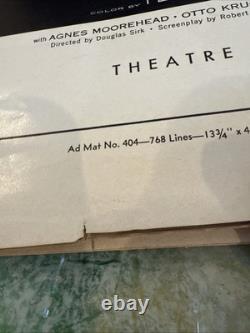 COLOR BY
with AGNES MOOREHEAD • OTTO KRU
Directed by Douglas Sirk • Screenplay by Robert
THEATRE
Ad Mat No. 404—768 Lines—13¾" x 4
ebay